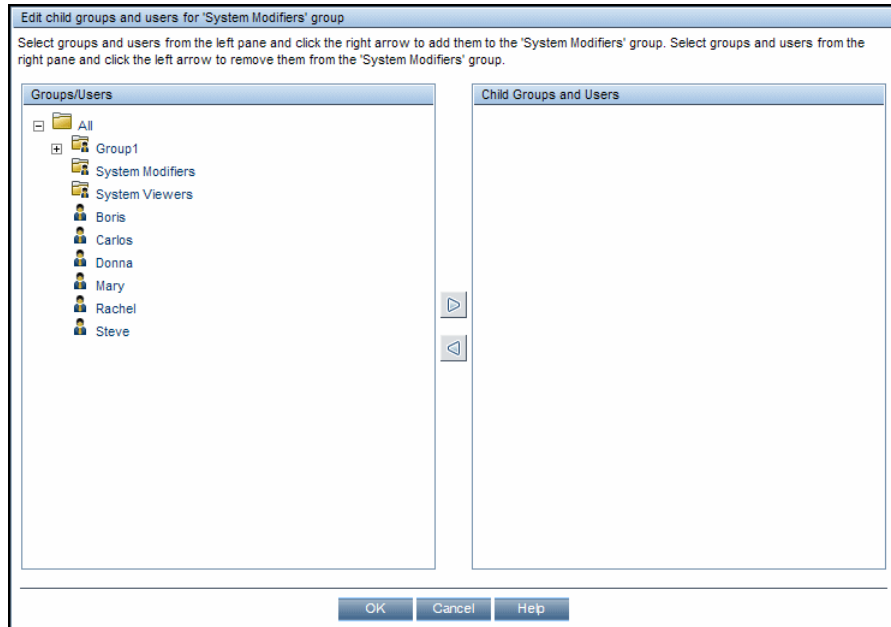 Edit child groups and users for 'System Modifiers' group
Select groups and users from the left pane and click the right arrow to add them to the 'System Modifiers' group. Select groups and users from the
right pane and click the left arrow to remove them from the 'System Modifiers' group.
Groups/Users
All
Group1
System Modifiers
System Viewers
Boris
Carlos
Donna
Mary
Rachel
Steve
Child Groups and Users
OK Cancel Help